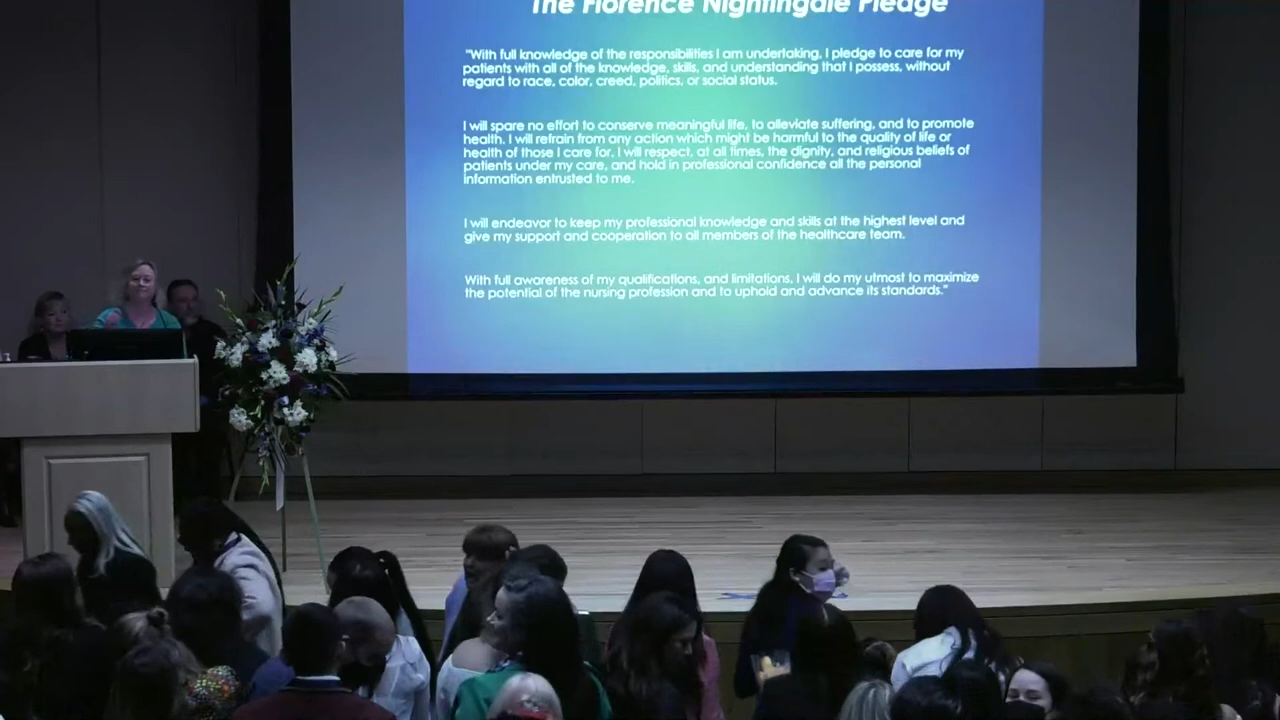 The Florence Nightingale Pledge
"With full knowledge of the responsibilities I am undertaking, I pledge to care for my
patients with all of the knowledge, skills, and understanding that I possess, without
regard to race, color, creed, politics, or social status.
I will spare no effort to conserve meaningful life, to alleviate suffering, and to promote
health. I will refrain from any action which might be harmful to the quality of life or
health of those I care for. I will respect, at all times, the dignity, and religious beliefs of
patients under my care, and hold in professional confidence all the personal
information entrusted to me.
I will endeavor to keep my professional knowledge and skills at the highest level and
give my support and cooperation to all members of the healthcare team.
With full awareness of my qualifications, and limitations, I will do my utmost to maximize
the potential of the nursing profession and to uphold and advance its standards."